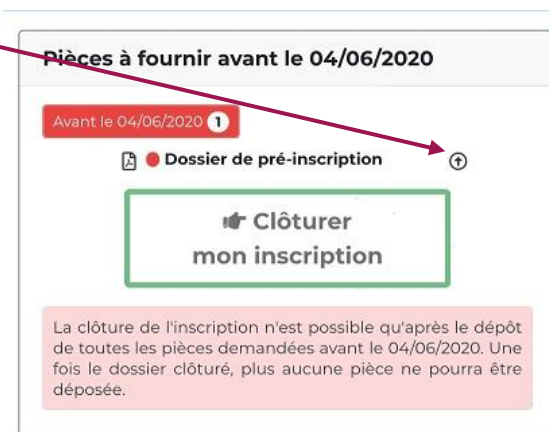 Pièces à fournir avant le 04/06/2020
Avant le 04/06/2020 1
Dossier de pré-inscription
Clôturer
mon inscription
La clôture de l'inscription n'est possible qu'après le dépôt
de toutes les pièces demandées avant le 04/06/2020. Une
fois le dossier clôturé, plus aucune pièce ne pourra être
déposée.